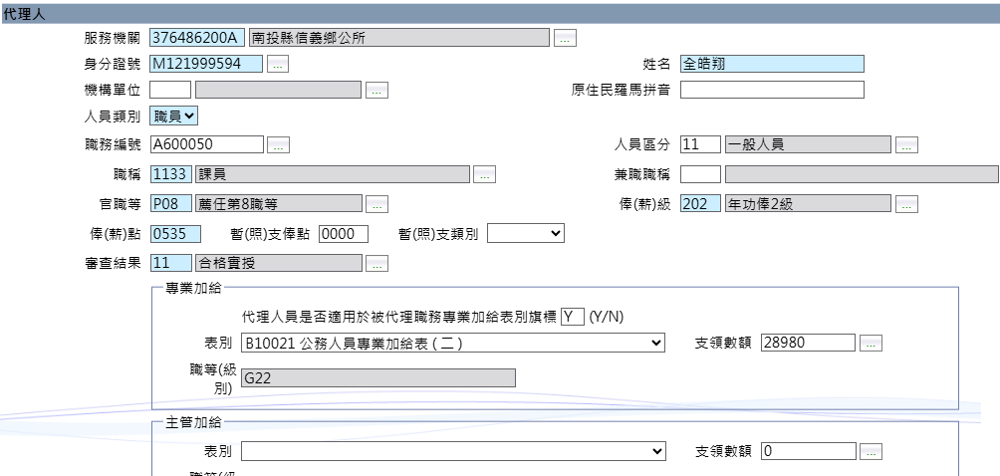 代理人
服務機關 376486200A 南投縣信義鄉公所 ...
身分證號 M121999594 ... 姓名 全皓翔
機構單位 ... 原住民羅馬拼音
人員類別 職員
職務編號 A600050 ... 人員區分 11 一般人員 ...
職稱 1133 課員 ... 兼職職稱
官職等 P08 薦任第8職等 ... 俸(薪)級 202 年功俸2級 ...
俸(薪)點 0535 暫(照)支俸點 0000 暫(照)支類別
審查結果 11 合格實授 ...
專業加給
代理人員是否適用於被代理職務專業加給表別旗標 Y (Y/N)
表別 B10021 公務人員專業加給表 ( 二 ) 支領數額 28980 ...
職等(級
別) G22
主管加給
表別 支領數額 0 ...
職等(級